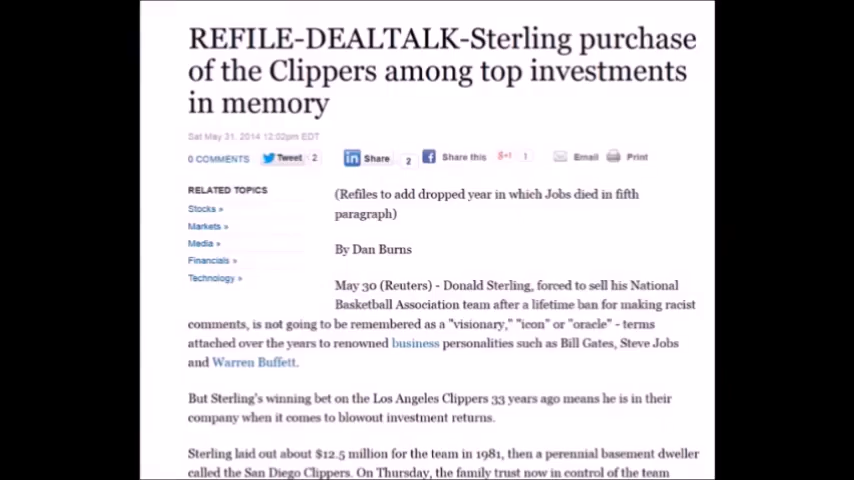 REFILE-DEALTALK-Sterling purchase
of the Clippers among top investments
in memory
Sat May 31, 2014 12:02pm EDT
0 COMMENTS Tweet 2 in Share 2 f Share this g+1 1 Email Print
RELATED TOPICS
Stocks »
Markets »
Media »
Financials »
Technology »
(Refiles to add dropped year in which Jobs died in fifth
paragraph)
By Dan Burns
May 30 (Reuters) - Donald Sterling, forced to sell his National
Basketball Association team after a lifetime ban for making racist
comments, is not going to be remembered as a "visionary," "icon" or "oracle" - terms
attached over the years to renowned business personalities such as Bill Gates, Steve Jobs
and Warren Buffett.
But Sterling's winning bet on the Los Angeles Clippers 33 years ago means he is in their
company when it comes to blowout investment returns.
Sterling laid out about $12.5 million for the team in 1981, then a perennial basement dweller
called the San Diego Clippers. On Thursday, the family trust now in control of the team